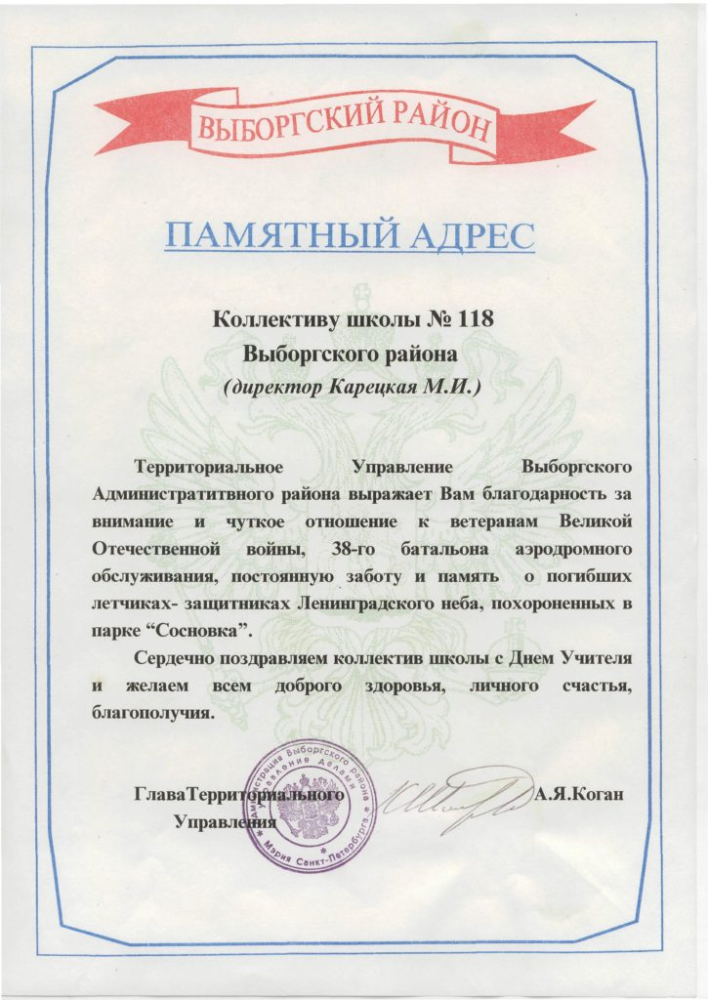 ВЫБОРГСКИЙ РАЙОН
ПАМЯТНЫЙ АДРЕС
Коллективу школы № 118
Выборгского района
(директор Карецкая М.И.)
Территориальное Управление Выборгского
Административтвного района выражает Вам благодарность за
внимание и чуткое отношение к ветеранам Великой
Отечественной войны, 38-го батальона аэродромного
обслуживания, постоянную заботу и память о погибших
летчиках- защитниках Ленинградского неба, похороненных в
парке “Сосновка”.
Сердечно поздравляем коллектив школы с Днем Учителя
и желаем всем доброго здоровья, личного счастья,
благополучия.
Глава Территориального
Управления
А.Я.Коган
Администрация Выборгского района
* Мэрия Санкт-Петербурга *
Управление делами